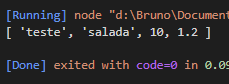 [Running] node "d:\Bruno\Document
[ 'teste', 'salada', 10, 1.2 ]
[Done] exited with code=0 in 0.09